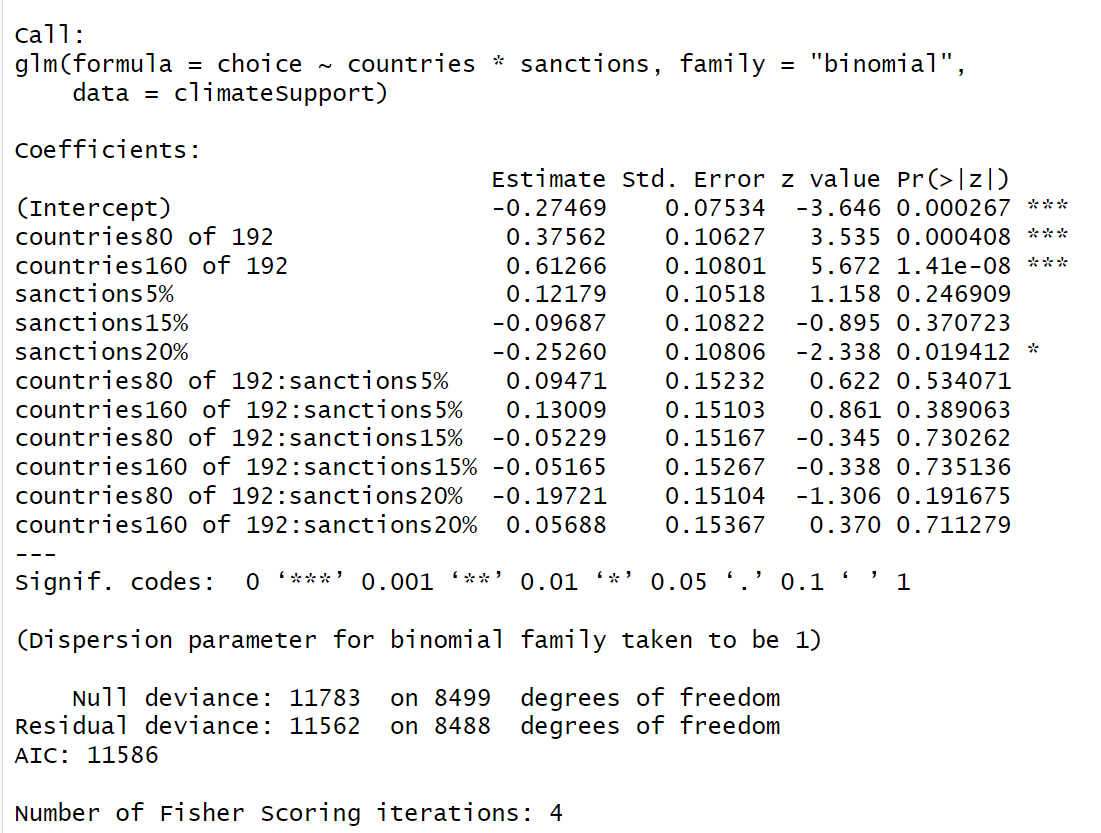 Call:
glm(formula = choice ~ countries * sanctions, family = "binomial",
    data = climateSupport)

Coefficients:
                                 Estimate Std. Error z value Pr(>|z|)
(Intercept)                      -0.27469    0.07534  -3.646 0.000267 ***
countries80 of 192                0.37562    0.10627   3.535 0.000408 ***
countries160 of 192               0.61266    0.10801   5.672 1.41e-08 ***
sanctions5%                       0.12179    0.10518   1.158 0.246909
sanctions15%                     -0.09687    0.10822  -0.895 0.370723
sanctions20%                     -0.25260    0.10806  -2.338 0.019412 *
countries80 of 192:sanctions5%    0.09471    0.15232   0.622 0.534071
countries160 of 192:sanctions5%   0.13009    0.15103   0.861 0.389063
countries80 of 192:sanctions15%  -0.05229    0.15167  -0.345 0.730262
countries160 of 192:sanctions15% -0.05165    0.15267  -0.338 0.735136
countries80 of 192:sanctions20%  -0.19721    0.15104  -1.306 0.191675
countries160 of 192:sanctions20%  0.05688    0.15367   0.370 0.711279
---
Signif. codes:  0 ‘***’ 0.001 ‘**’ 0.01 ‘*’ 0.05 ‘.’ 0.1 ‘ ’ 1

(Dispersion parameter for binomial family taken to be 1)

    Null deviance: 11783  on 8499  degrees of freedom
Residual deviance: 11562  on 8488  degrees of freedom
AIC: 11586

Number of Fisher Scoring iterations: 4